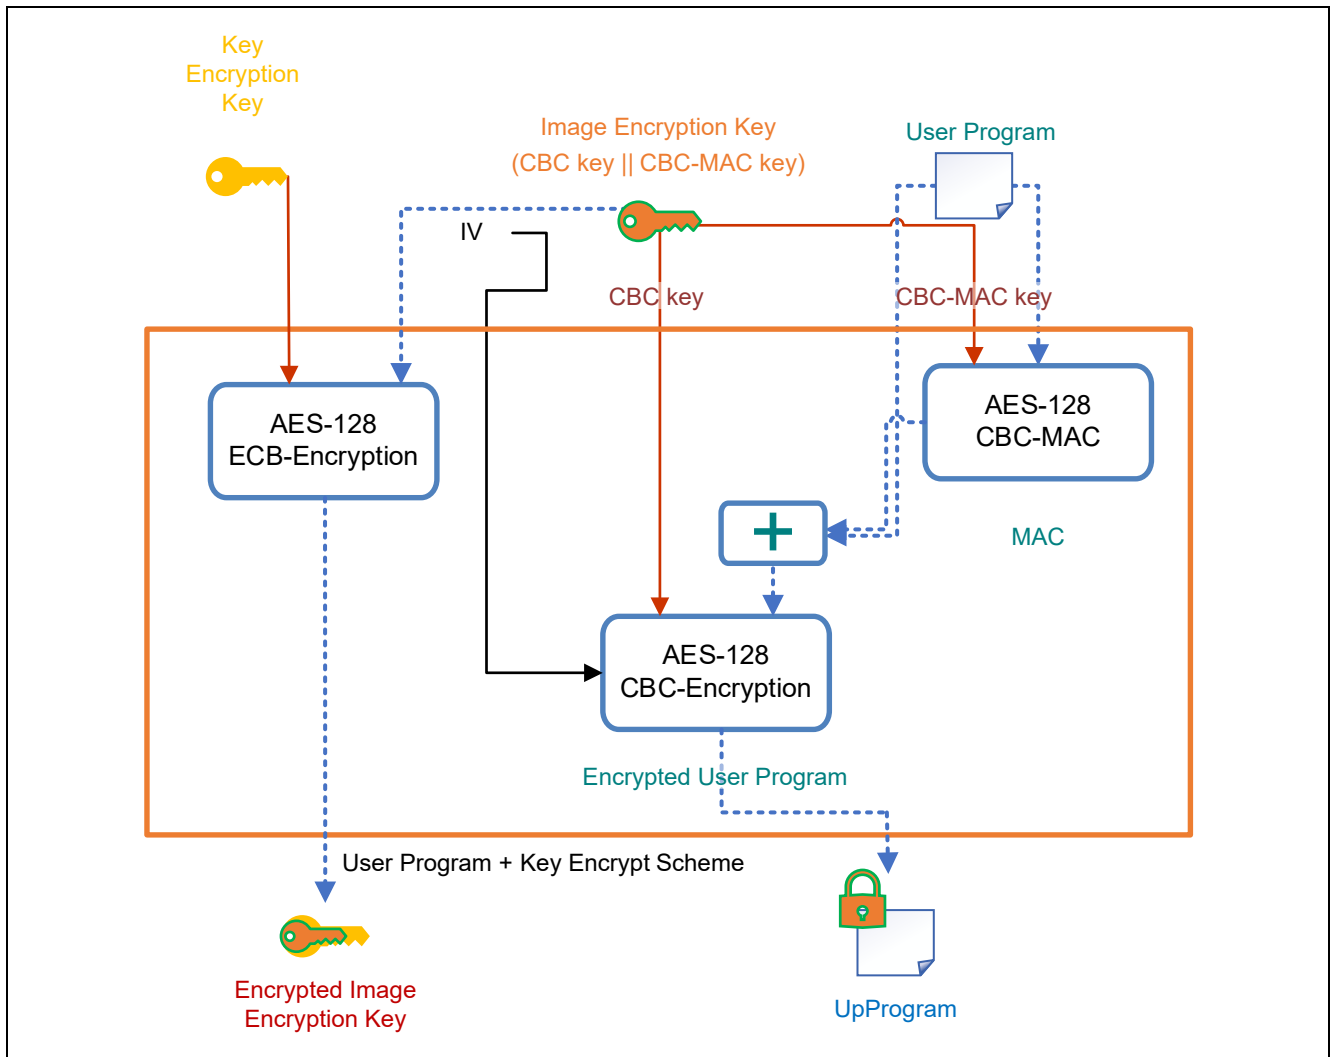 Key
Encryption
Key
Image Encryption Key
(CBC key || CBC-MAC key)
User Program
IV
CBC key
CBC-MAC key
AES-128
ECB-Encryption
AES-128
CBC-MAC
+
MAC
AES-128
CBC-Encryption
Encrypted User Program
User Program + Key Encrypt Scheme
Encrypted Image
Encryption Key
UpProgram